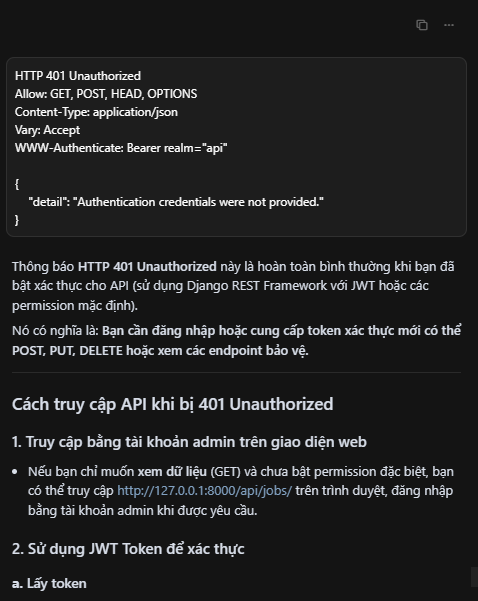 HTTP 401 Unauthorized
Allow: GET, POST, HEAD, OPTIONS
Content-Type: application/json
Vary: Accept
WWW-Authenticate: Bearer realm="api"
{
"detail": "Authentication credentials were not provided."
}
Thông báo HTTP 401 Unauthorized này là hoàn toàn bình thường khi bạn đã
bật xác thực cho API (sử dụng Django REST Framework với JWT hoặc các
permission mặc định).
Nó có nghĩa là: Bạn cần đăng nhập hoặc cung cấp token xác thực mới có thể
POST, PUT, DELETE hoặc xem các endpoint bảo vệ.
Cách truy cập API khi bị 401 Unauthorized
1. Truy cập bằng tài khoản admin trên giao diện web
• Nếu bạn chỉ muốn xem dữ liệu (GET) và chưa bật permission đặc biệt, bạn
có thể truy cập http://127.0.0.1:8000/api/jobs/ trên trình duyệt, đăng nhập
bằng tài khoản admin khi được yêu cầu.
2. Sử dụng JWT Token để xác thực
a. Lấy token